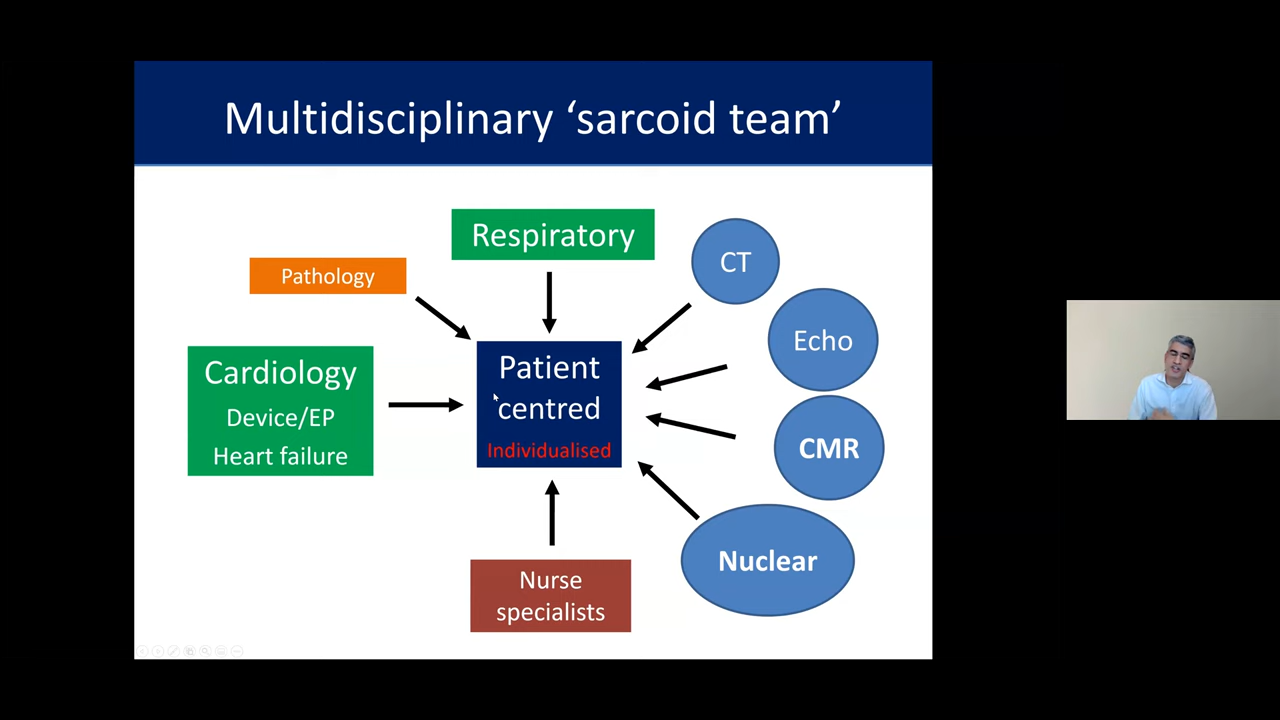 Multidisciplinary ‘sarcoid team’
Respiratory
Pathology
CT
Echo
Cardiology
Device/EP
Heart failure
Patient
centred
Individualised
CMR
Nuclear
Nurse
specialists